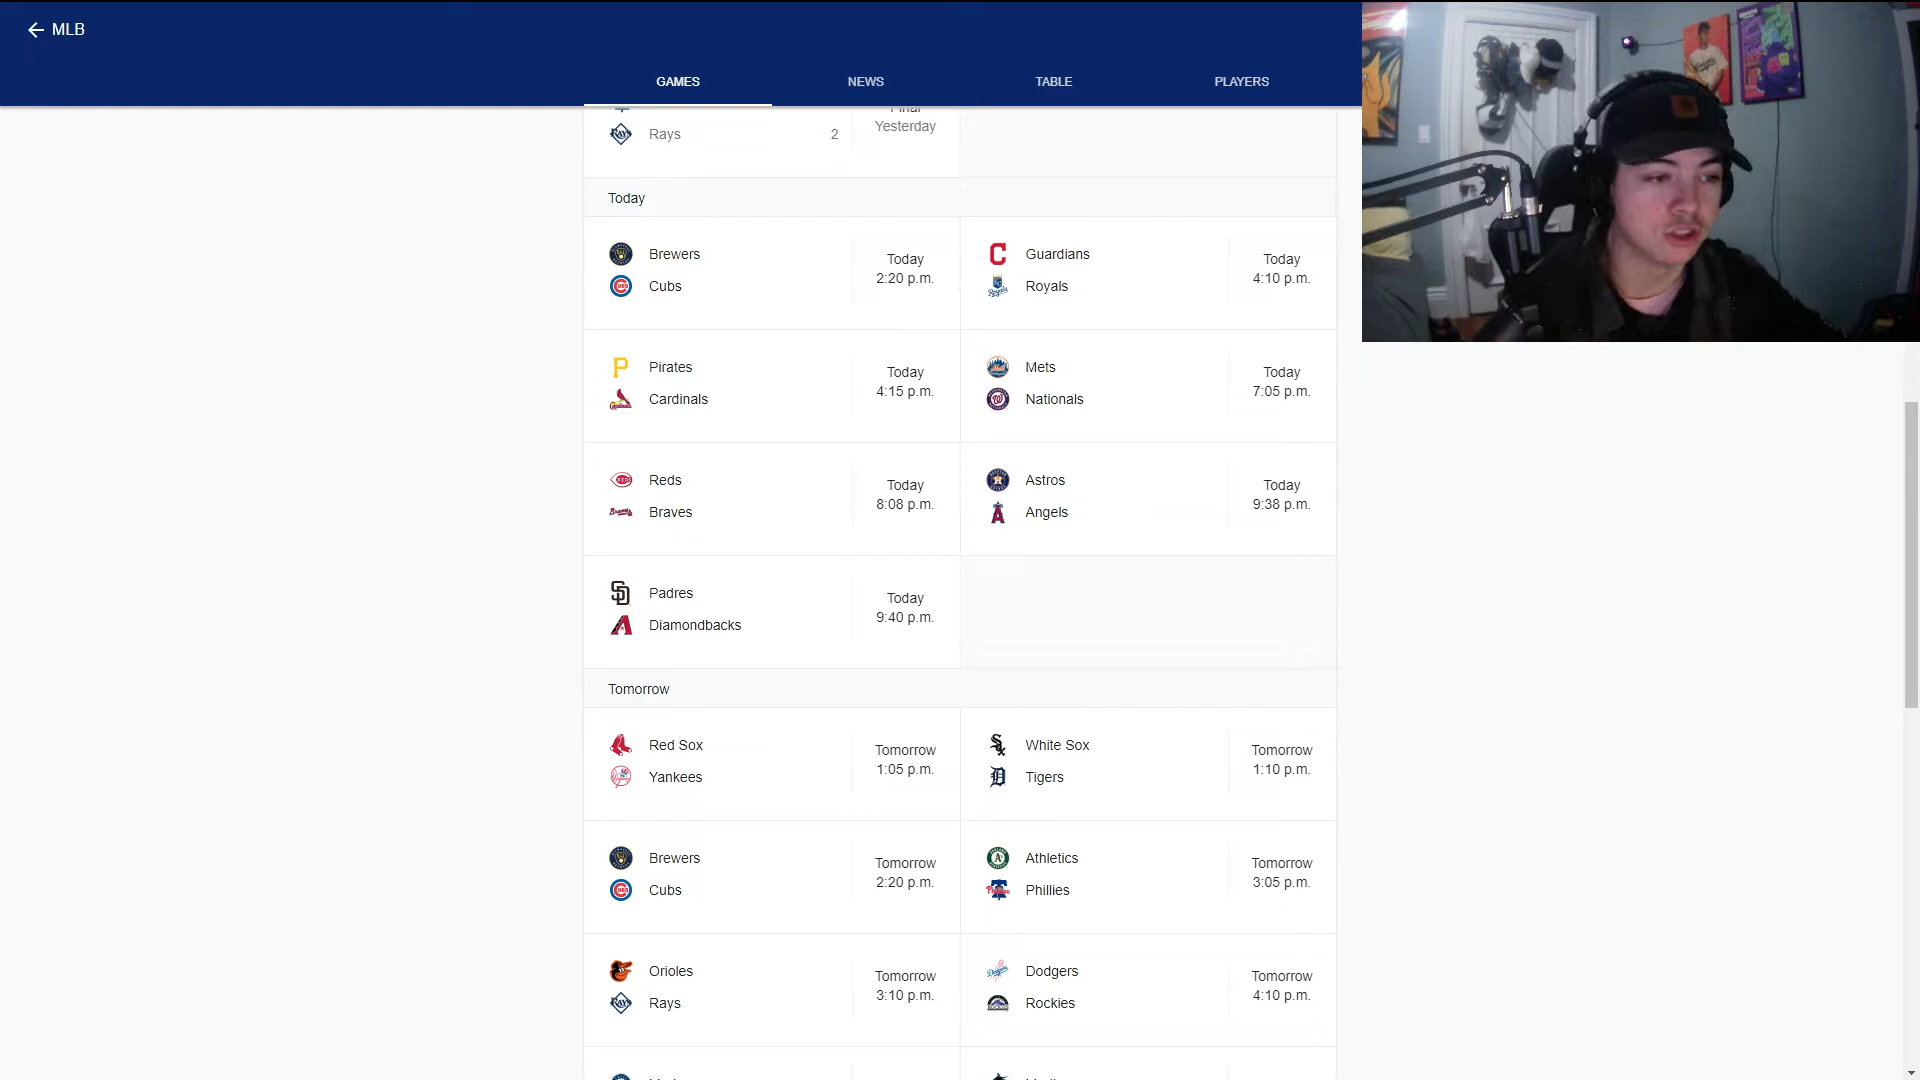 MLB
GAMES
NEWS
TABLE
PLAYERS
Rays 2
Yesterday
Today
Brewers
Cubs
Today
2:20 p.m.
Guardians
Royals
Today
4:10 p.m.
Pirates
Cardinals
Today
4:15 p.m.
Mets
Nationals
Today
7:05 p.m.
Reds
Braves
Today
8:08 p.m.
Astros
Angels
Today
9:38 p.m.
Padres
Diamondbacks
Today
9:40 p.m.
Tomorrow
Red Sox
Yankees
Tomorrow
1:05 p.m.
White Sox
Tigers
Tomorrow
1:10 p.m.
Brewers
Cubs
Tomorrow
2:20 p.m.
Athletics
Phillies
Tomorrow
3:05 p.m.
Orioles
Rays
Tomorrow
3:10 p.m.
Dodgers
Rockies
Tomorrow
4:10 p.m.